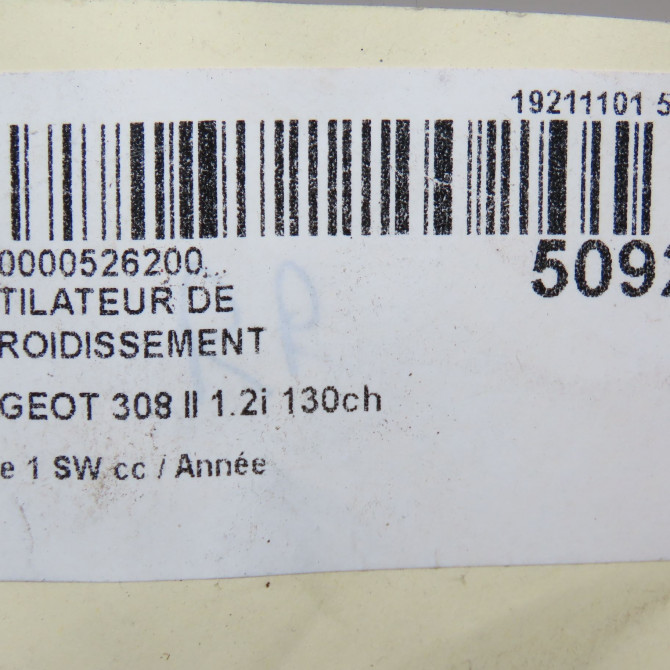 19211101 5
0000526200
5092
TILATEUR DE
ROIDISSEMENT
GEOT 308 II 1.2i 130ch
e 1 SW cc / Année